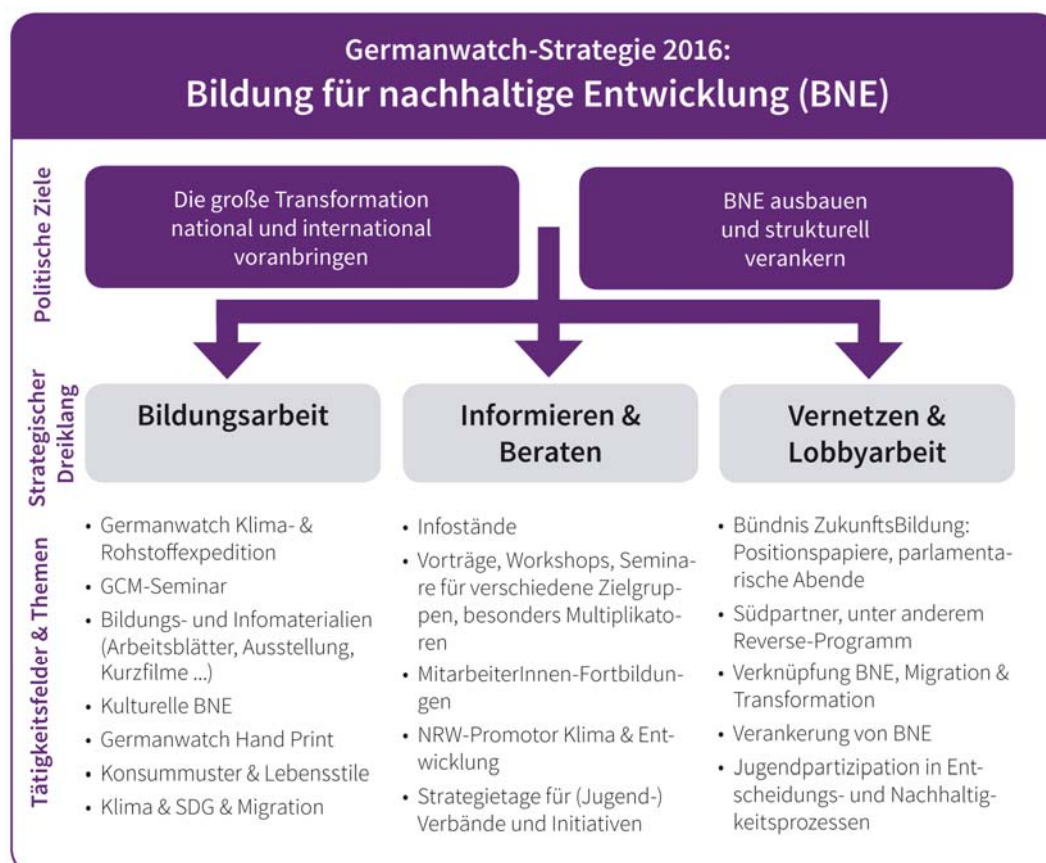 Germanwatch-Strategie 2016:
Bildung für nachhaltige Entwicklung (BNE)
Politische Ziele
Die große Transformation
national und international
voranbringen
BNE ausbauen
und strukturell
verankern
Strategischer
Dreiklang
Bildungsarbeit
Informieren &
Beraten
Vernetzen &
Lobbyarbeit
Tätigkeitsfelder & Themen
• Germanwatch Klima- &
Rohstoffexpedition
• GCM-Seminar
• Bildungs- und Infomaterialien
(Arbeitsblätter, Ausstellung,
Kurzfilme ...)
• Kulturelle BNE
• Germanwatch Hand Print
• Konsummuster & Lebensstile
• Klima & SDG & Migration
• Infostände
• Vorträge, Workshops, Semina-
re für verschiedene Zielgrup-
pen, besonders Multiplikato-
ren
• MitarbeiterInnen-Fortbildun-
gen
• NRW-Promotor Klima & Ent-
wicklung
• Strategietage für (Jugend-)
Verbände und Initiativen
• Bündnis ZukunftsBildung:
Positionspapiere, parlamenta-
rische Abende
• Südpartner, unter anderem
Reverse-Programm
• Verknüpfung BNE, Migration &
Transformation
• Verankerung von BNE
• Jugendpartizipation in Ent-
scheidungs- und Nachhaltig-
keitsprozessen